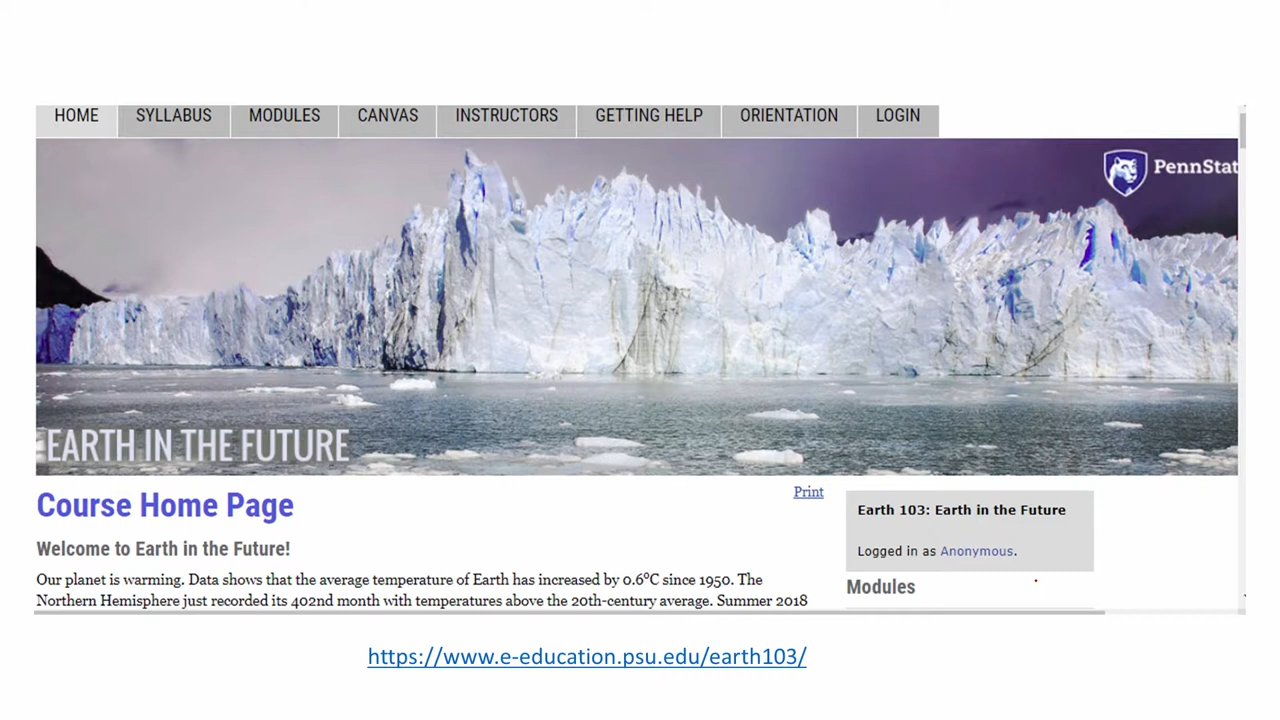 HOME SYLLABUS MODULES CANVAS INSTRUCTORS GETTING HELP ORIENTATION LOGIN
PennStat
EARTH IN THE FUTURE
Course Home Page
Print
Welcome to Earth in the Future!
Our planet is warming. Data shows that the average temperature of Earth has increased by 0.6⁰C since 1950. The
Northern Hemisphere just recorded its 402nd month with temperatures above the 20th-century average. Summer 2018
Earth 103: Earth in the Future
Logged in as Anonymous.
Modules
https://www.e-education.psu.edu/earth103/